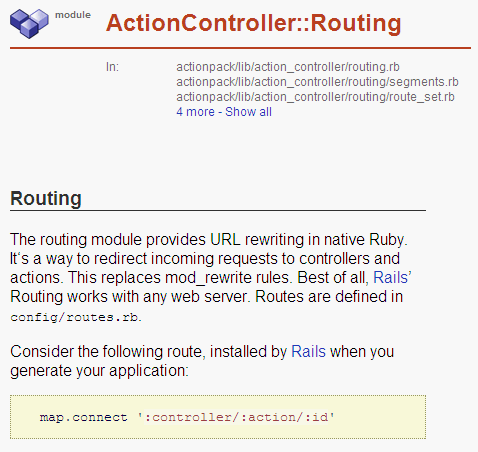 module
ActionController::Routing
In:
actionpack/lib/action_controller/routing.rb
actionpack/lib/action_controller/routing/segments.rb
actionpack/lib/action_controller/routing/route_set.rb
4 more - Show all
Routing
The routing module provides URL rewriting in native Ruby.
It‘s a way to redirect incoming requests to controllers and
actions. This replaces mod_rewrite rules. Best of all, Rails’
Routing works with any web server. Routes are defined in
config/routes.rb.
Consider the following route, installed by Rails when you
generate your application:
map.connect ':controller/:action/:id'